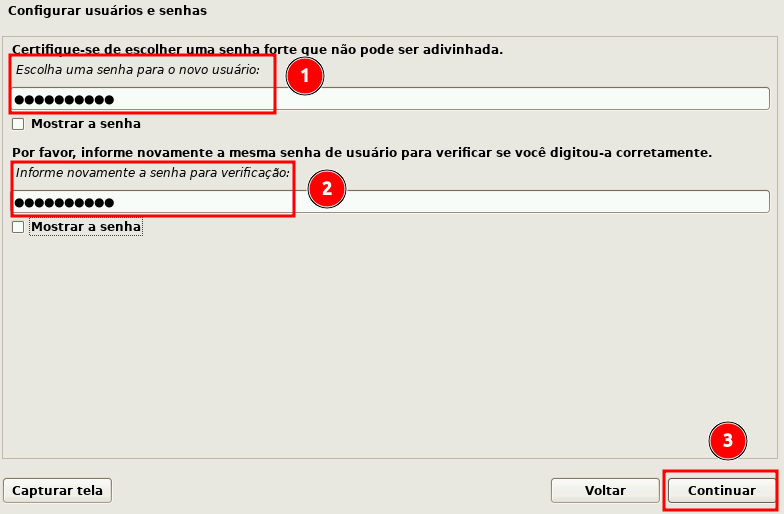 Configurar usuários e senhas
Certifique-se de escolher uma senha forte que não pode ser adivinhada.
Escolha uma senha para o novo usuário:
1
●●●●●●●●●●
Mostrar a senha
Por favor, informe novamente a mesma senha de usuário para verificar se você digitou-a corretamente.
Informe novamente a senha para verificação:
2
●●●●●●●●●●
Mostrar a senha
3
Capturar tela
Voltar
Continuar